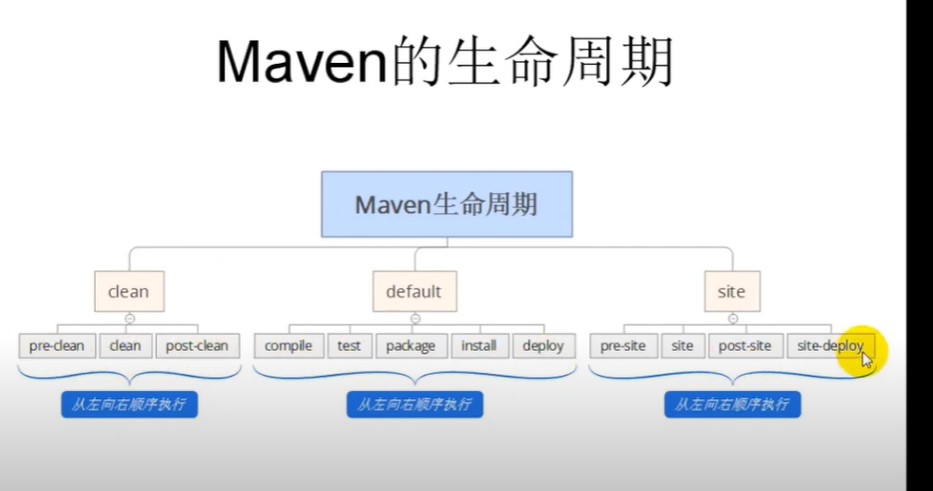 Maven的生命周期
Maven生命周期
clean
default
site
pre-clean
clean
post-clean
compile
test
package
install
deploy
pre-site
site
post-site
site-deploy
从左向右顺序执行
从左向右顺序执行
从左向右顺序执行